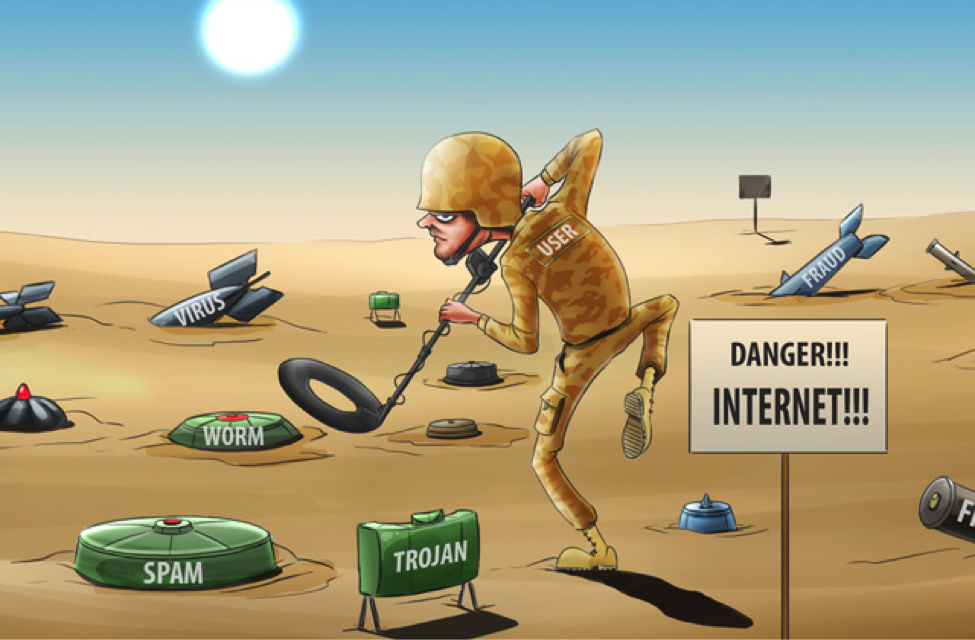 USER
FRAUD
VIRUS
DANGER!!!
INTERNET!!!
WORM
TROJAN
SPAM